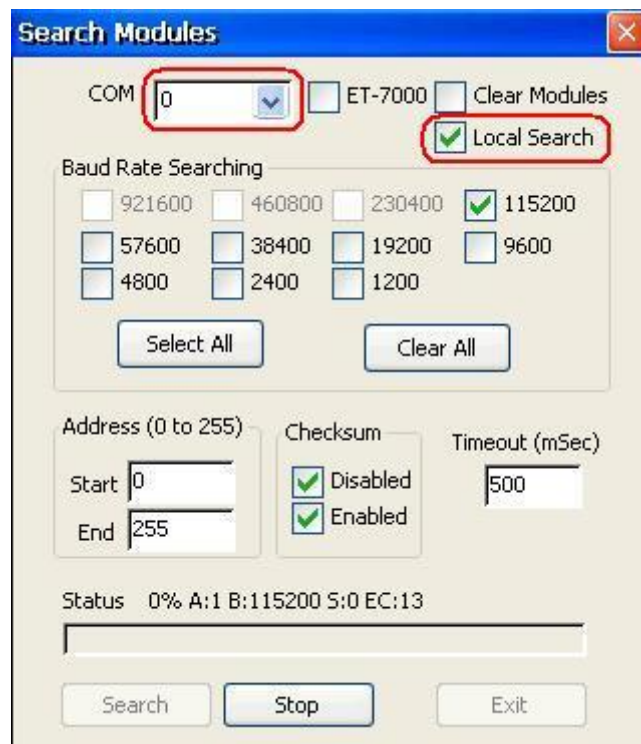 Search Modules
COM 0 ET-7000 Clear Modules
Local Search
Baud Rate Searching
921600 460800 230400 115200
57600 38400 19200 9600
4800 2400 1200
Select All Clear All
Address (0 to 255) Checksum Timeout (mSec)
Start 0 Disabled 500
End 255 Enabled
Status 0% A:1 B:115200 S:0 EC:13
Search Stop Exit